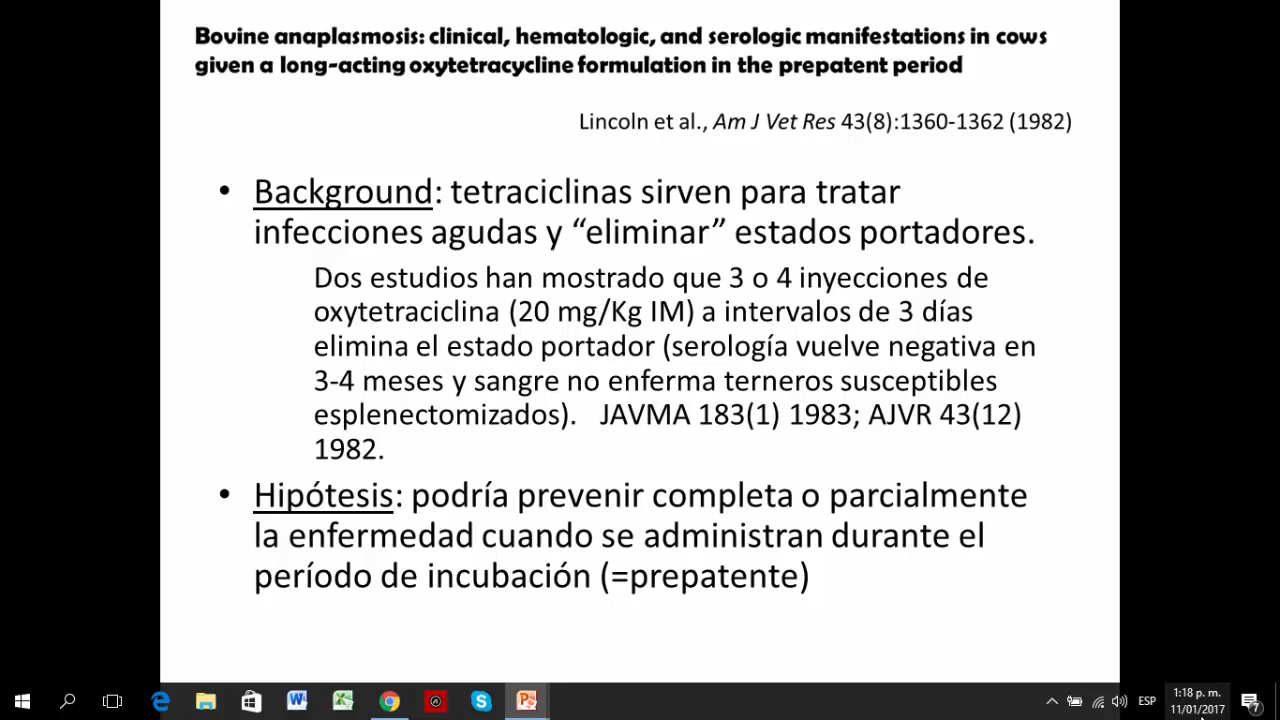 Bovine anaplasmosis: clinical, hematologic, and serologic manifestations in cows
given a long-acting oxytetracycline formulation in the prepatent period
Lincoln et al., Am J Vet Res 43(8):1360-1362 (1982)
• Background: tetraciclinas sirven para tratar
infecciones agudas y “eliminar” estados portadores.
Dos estudios han mostrado que 3 o 4 inyecciones de
oxytetraciclina (20 mg/Kg IM) a intervalos de 3 días
elimina el estado portador (serología vuelve negativa en
3-4 meses y sangre no enferma terneros susceptibles
esplenectomizados). JAVMA 183(1) 1983; AJVR 43(12)
1982.
• Hipótesis: podría prevenir completa o parcialmente
la enfermedad cuando se administran durante el
período de incubación (=prepatente)
ESP
1:18 p. m.
11/01/2017
7